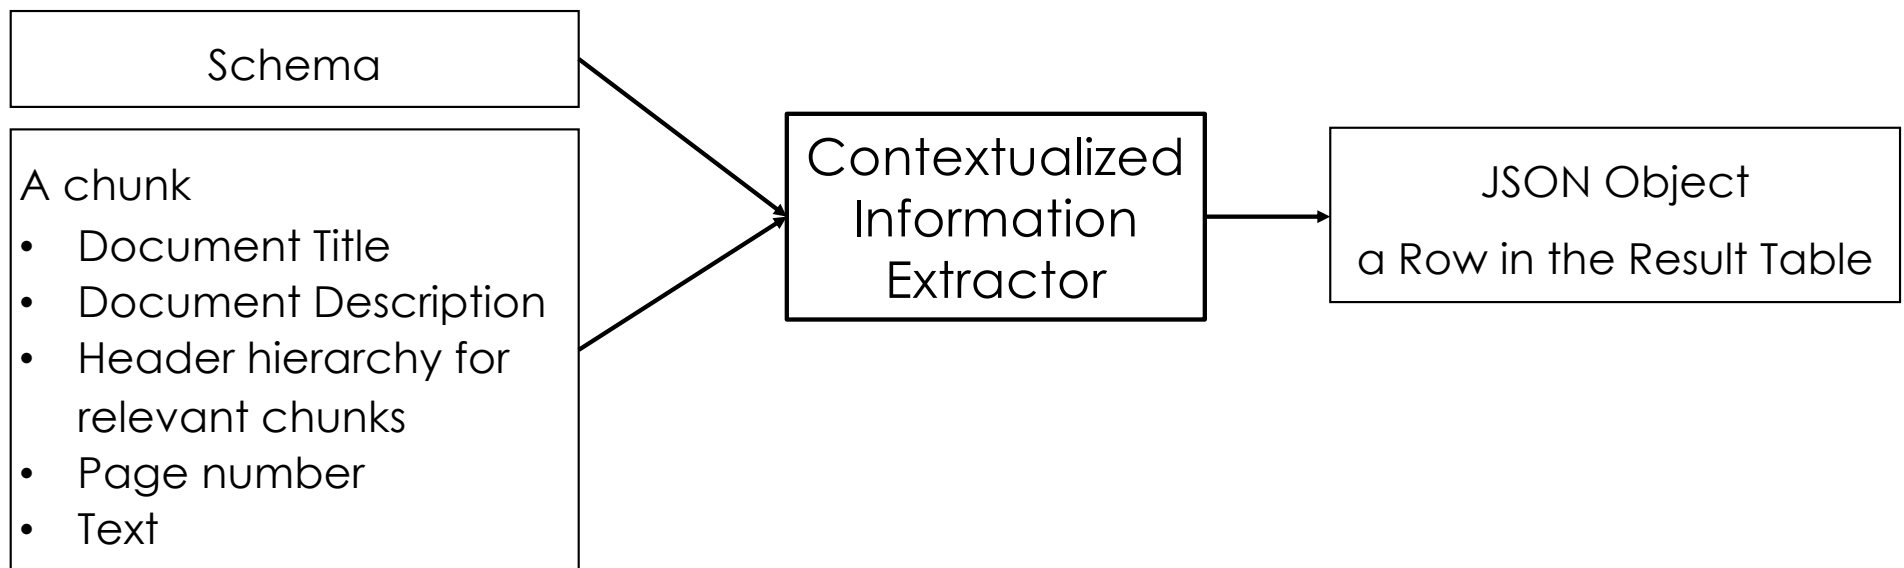 Schema
A chunk
• Document Title
• Document Description
• Header hierarchy for
relevant chunks
• Page number
• Text
Contextualized
Information
Extractor
JSON Object
a Row in the Result Table